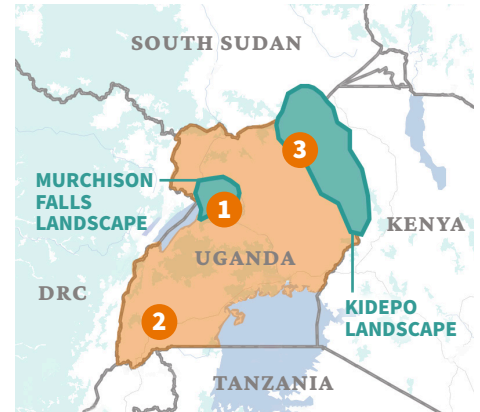 SOUTH SUDAN
3
MURCHISON
FALLS
LANDSCAPE
1
KENYA
UGANDA
DRC
KIDEPO
LANDSCAPE
2
TANZANIA